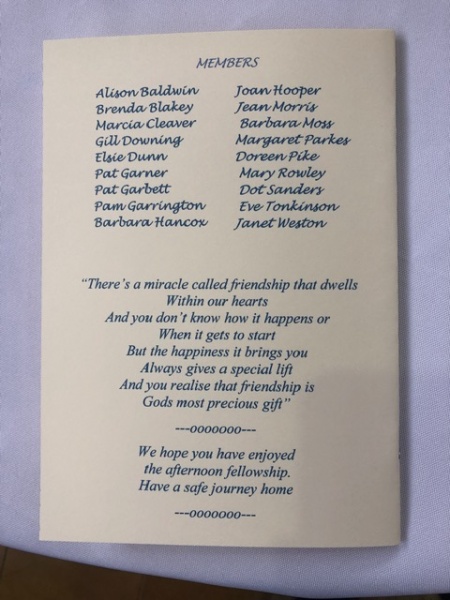 MEMBERS
Alison Baldwin Joan Hooper
Brenda Blakey Jean Morris
Marcia Cleaver Barbara Moss
Gill Downing Margaret Parkes
Elsie Dunn Doreen Pike
Pat Garner Mary Rowley
Pat Garbett Dot Sanders
Pam Garrington Eve Tonkinson
Barbara Hancox Janet Weston
“There’s a miracle called friendship that dwells
Within our hearts
And you don’t know how it happens or
When it gets to start
But the happiness it brings you
Always gives a special lift
And you realise that friendship is
Gods most precious gift”
---ooooooo---
We hope you have enjoyed
the afternoon fellowship.
Have a safe journey home
---ooooooo---